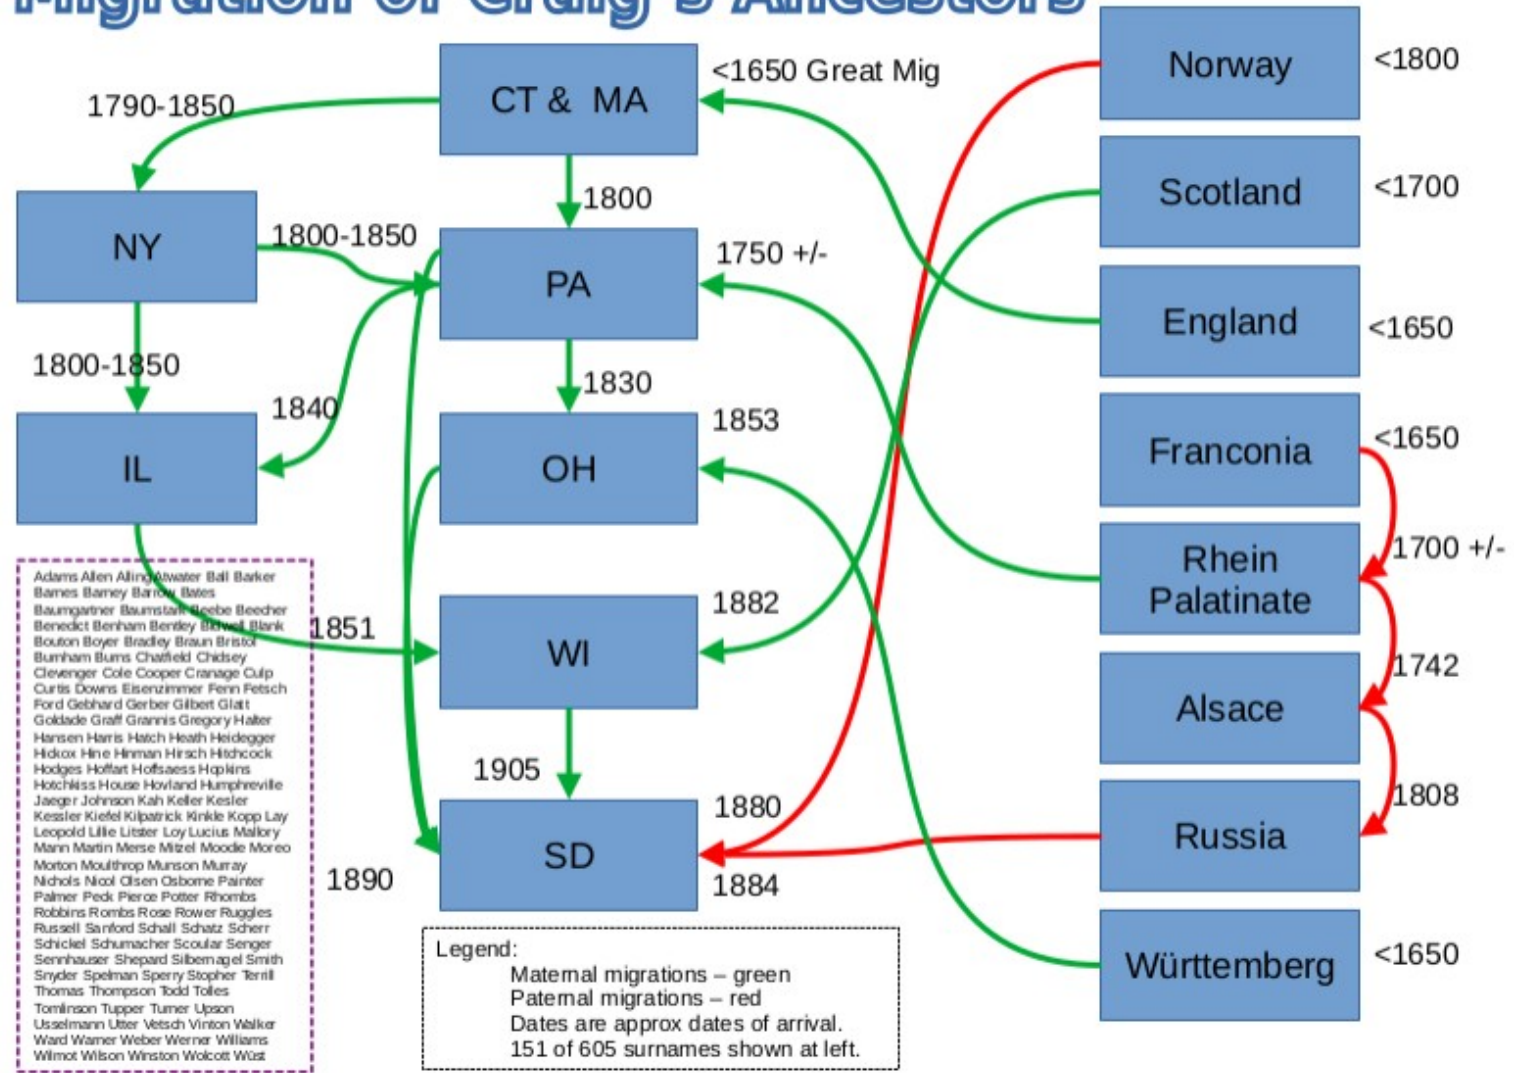 Migration of Craig's Ancestors
Norway
<1800
<1650 Great Mig
CT & MA
1790-1850
Scotland
<1700
1800
NY
1800-1850
PA
1750 +/-
England
<1650
1800-1850
1830
1840
1853
IL
OH
Franconia
<1650
Rhein
Palatinate
1700 +/-
1851
WI
1882
Alsace
1742
1905
SD
1880
1884
1890
Russia
1808
Württemberg
<1650
Adams Allen Alling Atwater Ball Barker
Barnes Barney Barrow Bates
Baumgartner Baumstark Beebe Beecher
Benedict Benham Bentley Bidwell Blank
Bouton Boyer Bradley Braun Bristol
Burnham Burns Chatfield Chidsey
Clevenger Cole Cooper Cranage Culp
Curtis Downs Eisenzimmer Fenn Fetsch
Ford Gebhard Gerber Gilbert Glatt
Goldade Graff Grannis Gregory Halter
Hansen Harris Hatch Heath Heidegger
Hickox Hine Hinman Hirsch Hitchcock
Hodges Hoffart Hoffsaess Hopkins
Hotchkiss House Hovland Humphreville
Jaeger Johnson Kah Keller Kesler
Kessler Kiefel Kilpatrick Kinkle Kopp Lay
Leopold Lillie Litster Loy Lucius Mallory
Mann Martin Merse Mitzel Moodie Moreo
Morton Moulthrop Munson Murray
Nichols Nicol Olsen Osborne Painter
Palmer Peck Pierce Potter Rhombs
Robbins Rombs Rose Rower Ruggles
Russell Sanford Schall Schatz Scherr
Schickel Schumacher Scoular Senger
Sennhauser Shepard Silbernagel Smith
Snyder Spelman Sperry Stopher Terrill
Thomas Thompson Todd Tolles
Tomlinson Tupper Turner Upson
Usselmann Utter Vetsch Vinton Walker
Ward Warner Weber Werner Williams
Wilmot Wilson Winston Wolcott Wüst
Legend:
Maternal migrations – green
Paternal migrations – red
Dates are approx dates of arrival.
151 of 605 surnames shown at left.